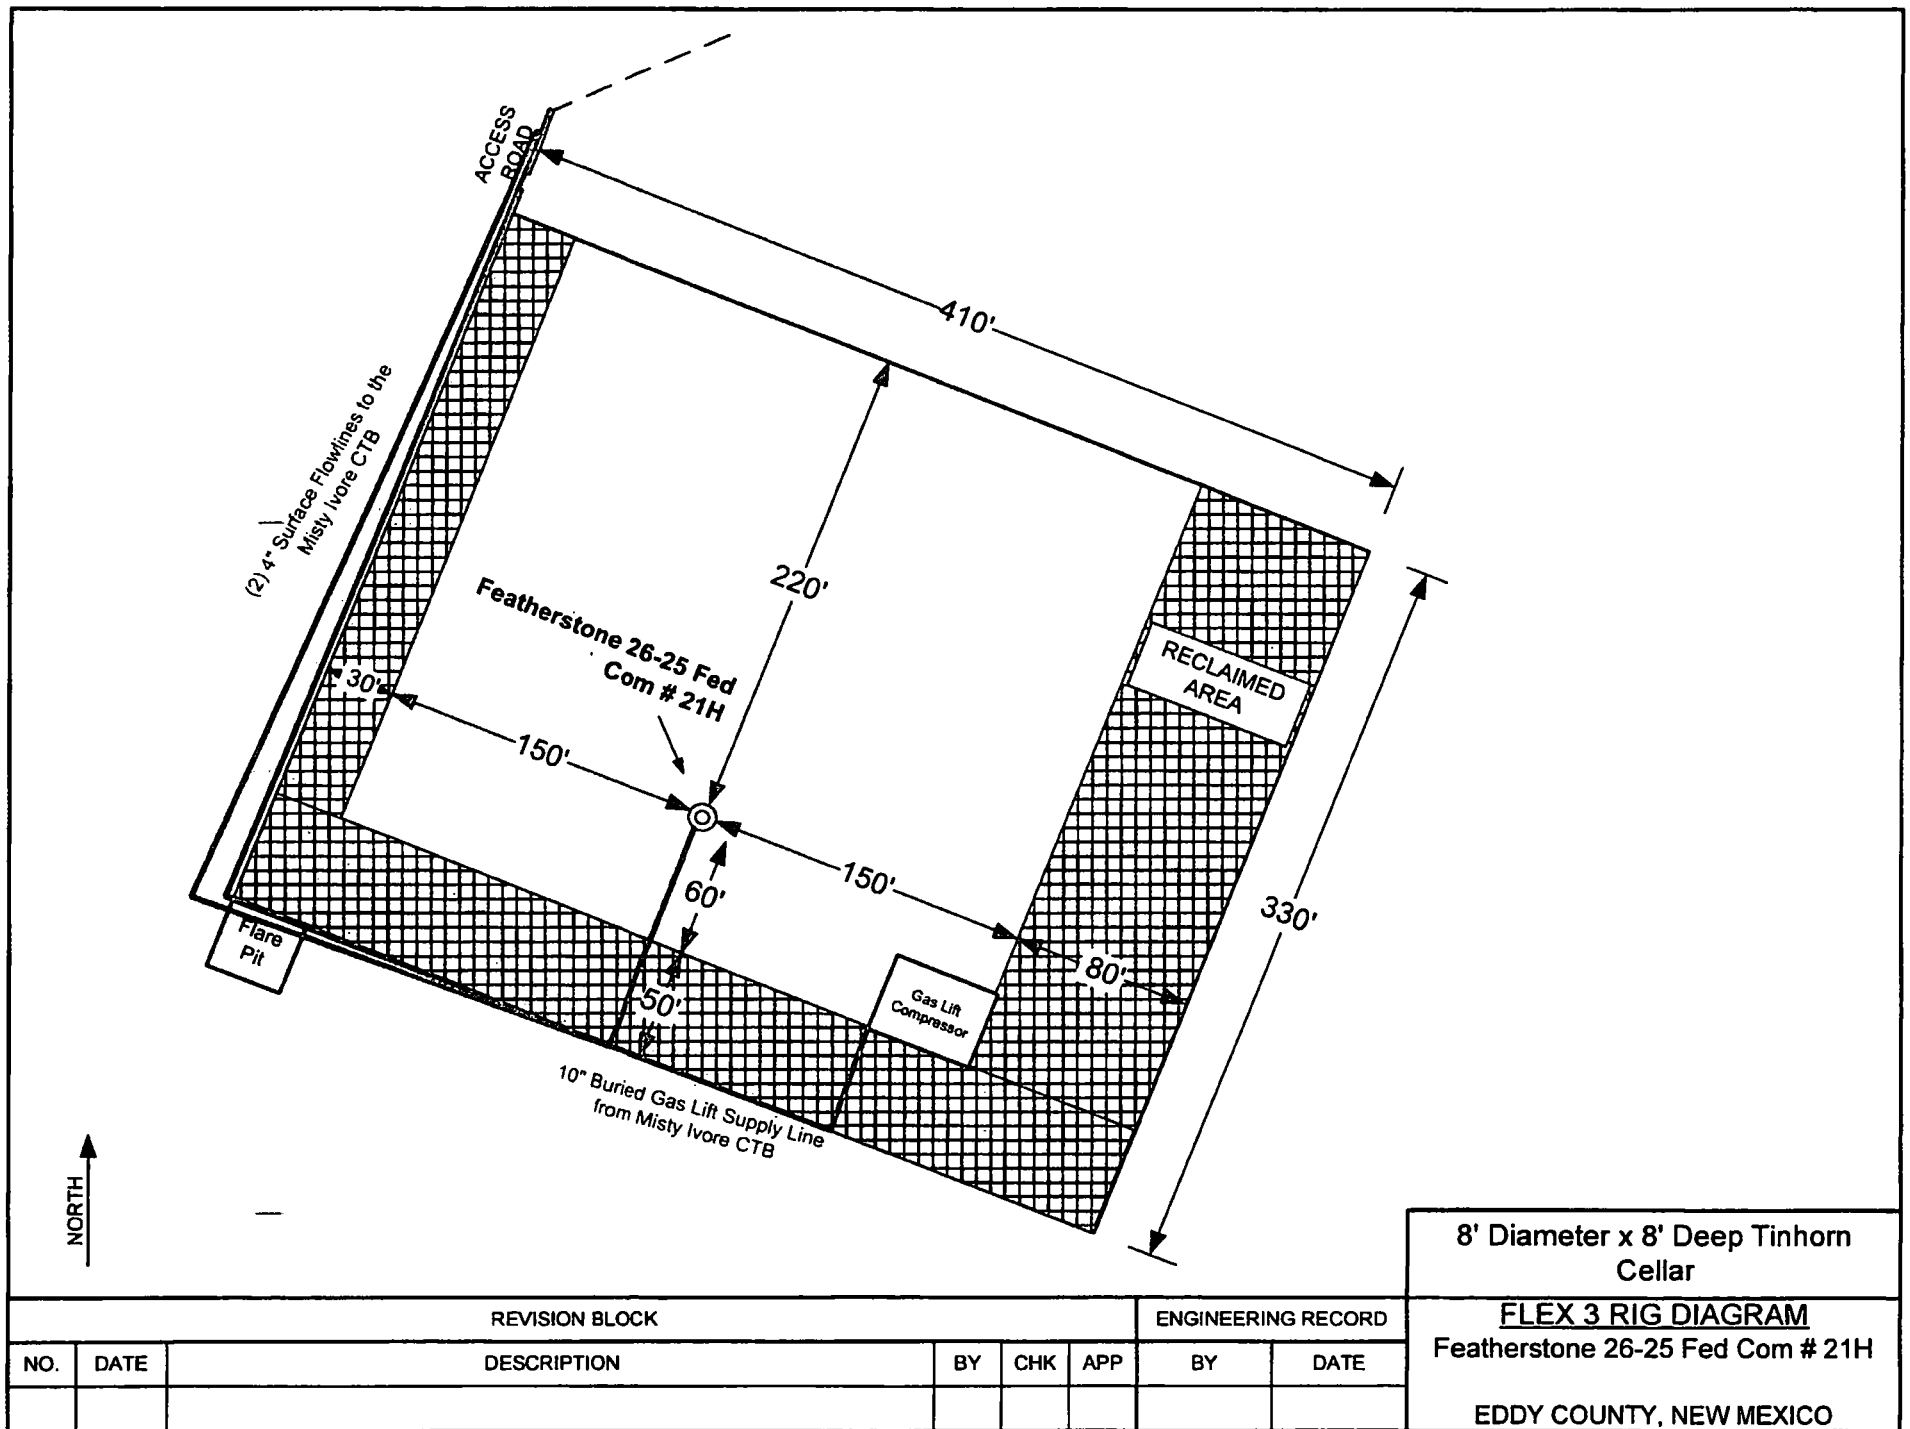 ACCESS
ROAD
410'
(2) 4" Surface Flowlines to the
Misty Ivore CTB
220'
Featherstone 26-25 Fed
Com # 21H
RECLAIMED
AREA
30'
150'
150'
60'
80'
330'
50'
Flare
Pit
Gas Lift
Compressor
10" Buried Gas Lift Supply Line
from Misty Ivore CTB
NORTH
8' Diameter x 8' Deep Tinhorn
Cellar
REVISION BLOCK
ENGINEERING RECORD
FLEX 3 RIG DIAGRAM
Featherstone 26-25 Fed Com # 21H
NO.
DATE
DESCRIPTION
BY
CHK
APP
BY
DATE
EDDY COUNTY, NEW MEXICO